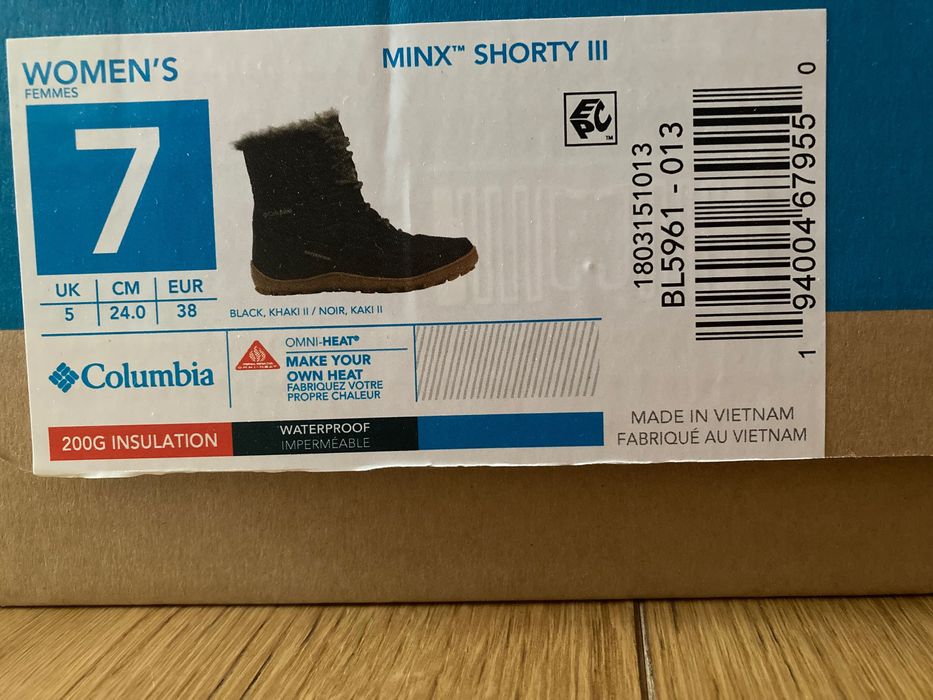 WOMEN'S
FEMMES
7
UK CM EUR
5 24.0 38
MINX™ SHORTY III
BLACK, KHAKI II / NOIR, KAKI II
EPC™
1803151013
BL5961 - 013
1 94004 67955 0
Columbia
OMNI-HEAT®
MAKE YOUR
OWN HEAT
FABRIQUEZ VOTRE
PROPRE CHALEUR
200G INSULATION
WATERPROOF
IMPERMÉABLE
MADE IN VIETNAM
FABRIQUÉ AU VIETNAM